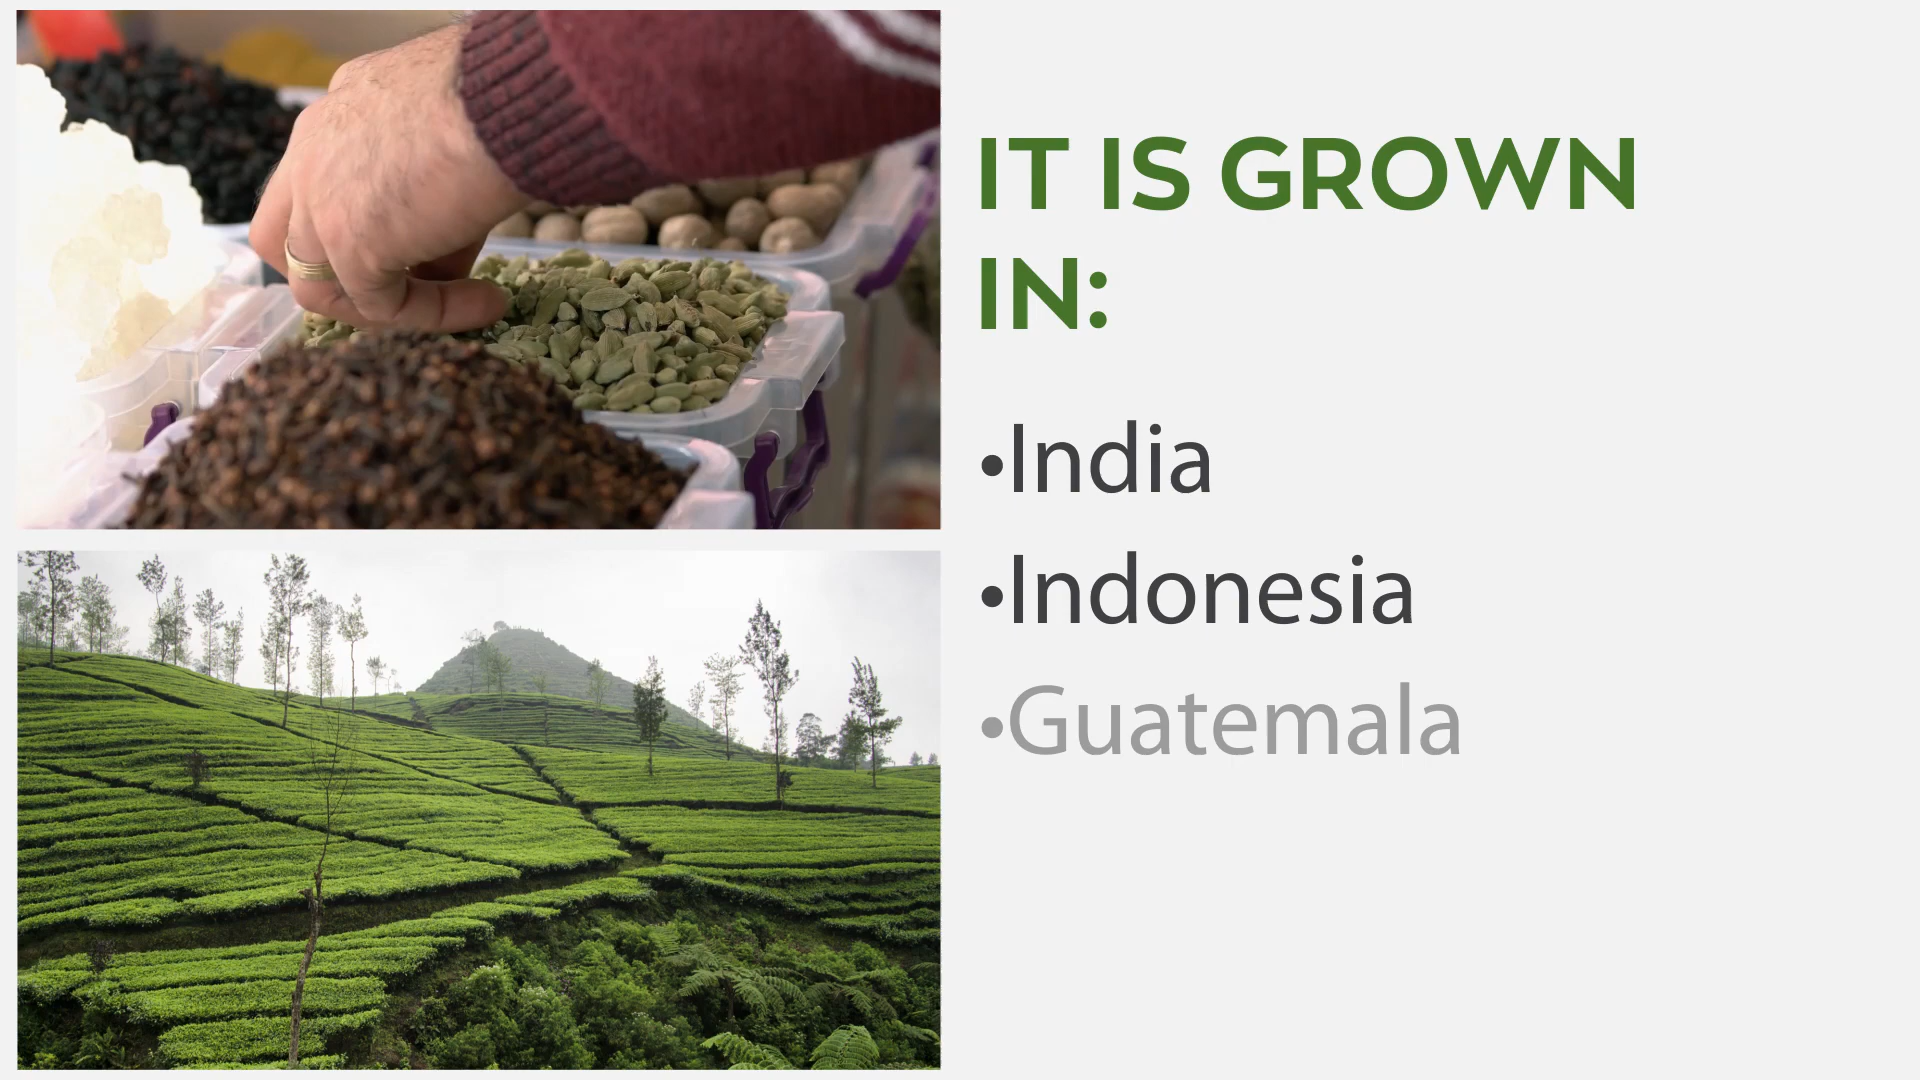 IT IS GROWN
IN:
•India
•Indonesia
•Guatemala